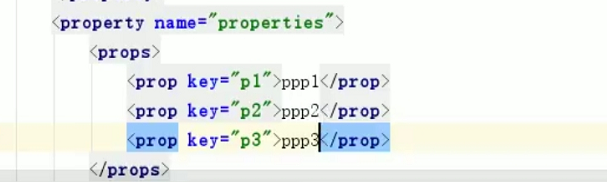 <property name="properties">
<props>
<prop key="p1">ppp1</prop>
<prop key="p2">ppp2</prop>
<prop key="p3">ppp3</prop>
</props>